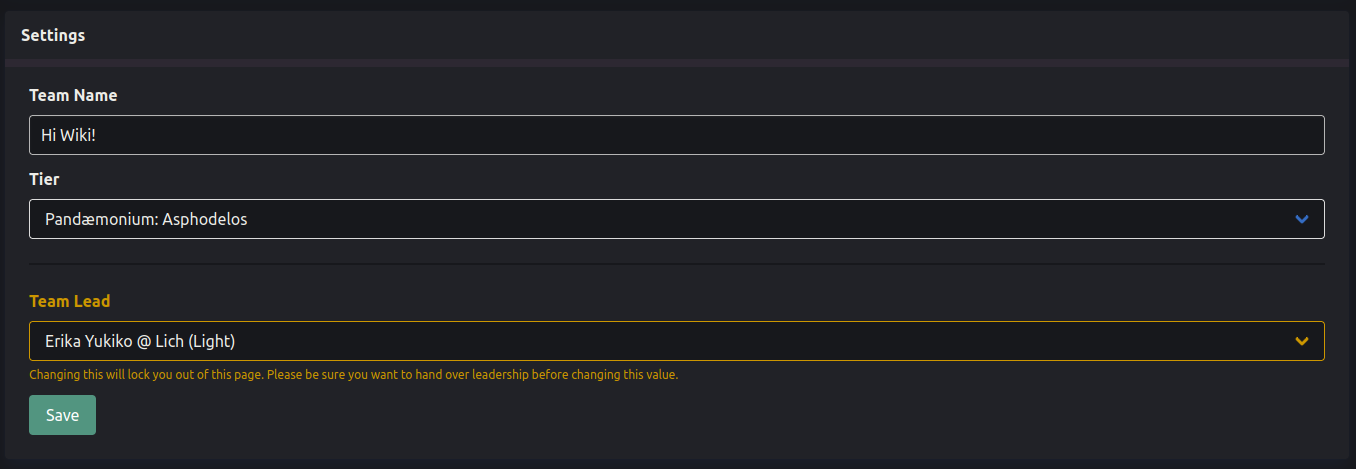 Settings
Team Name
Hi Wiki!
Tier
Pandæmonium: Asphodelos
Team Lead
Erika Yukiko @ Lich (Light)
Changing this will lock you out of this page. Please be sure you want to hand over leadership before changing this value.
Save